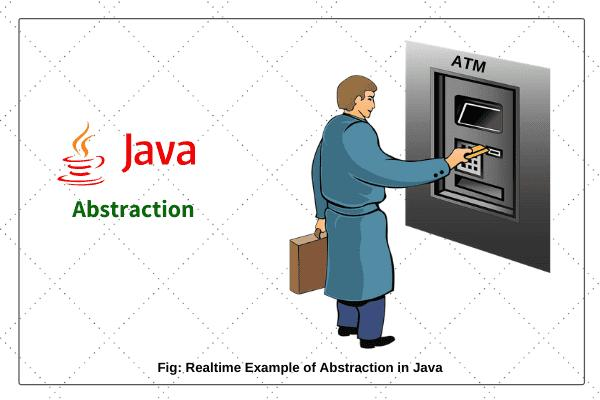 ATM
Java
Abstraction
Fig: Realtime Example of Abstraction in Java